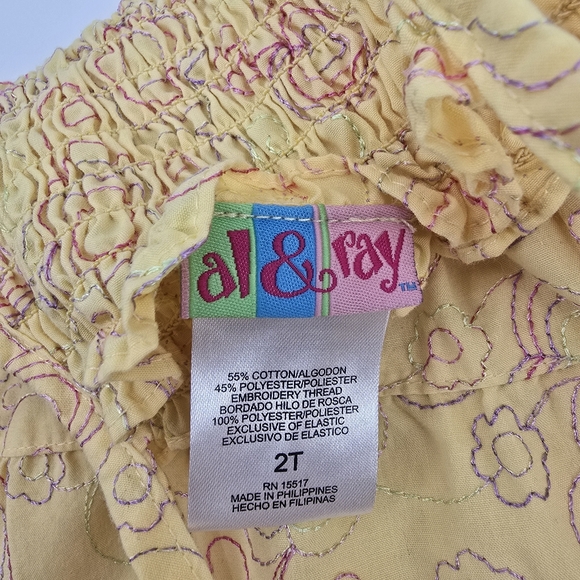 al & ray™
55% COTTON/ALGODON
45% POLYESTER/POLIESTER
EMBROIDERY THREAD
BORDADO HILO DE ROSCA
100% POLYESTER/POLIESTER
EXCLUSIVE OF ELASTIC
EXCLUSIVO DE ELASTICO
2T
RN 15517
MADE IN PHILIPPINES
HECHO EN FILIPINAS